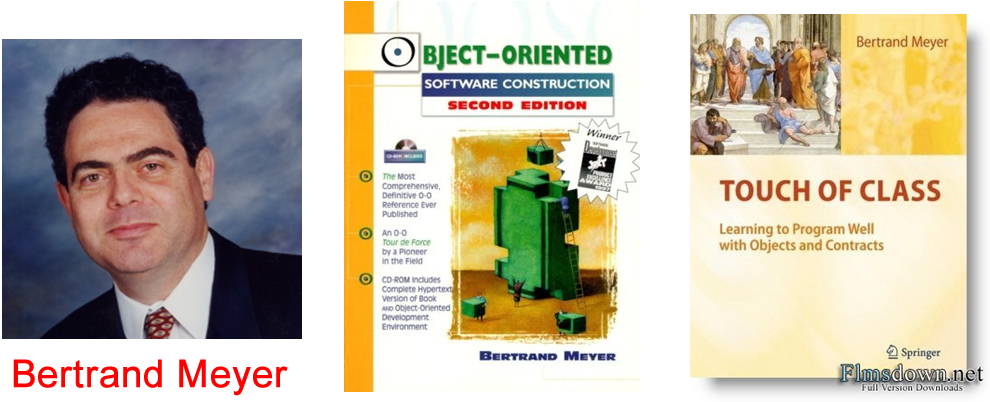 Bertrand Meyer
OBJECT-ORIENTED
SOFTWARE CONSTRUCTION
SECOND EDITION
Winner
CD-ROM INCLUDED
The Most
Comprehensive,
Definitive O-O
Reference Ever
Published
An O-O
Tour de Force
by a Pioneer
in the Field
CD-ROM Includes
Complete Hypertext
Version of Book
AND Object-Oriented
Development
Environment
BERTRAND MEYER
Bertrand Meyer
TOUCH OF CLASS
Learning to Program Well
with Objects and Contracts
Springer
Flmsdown.net
Full Version Downloads